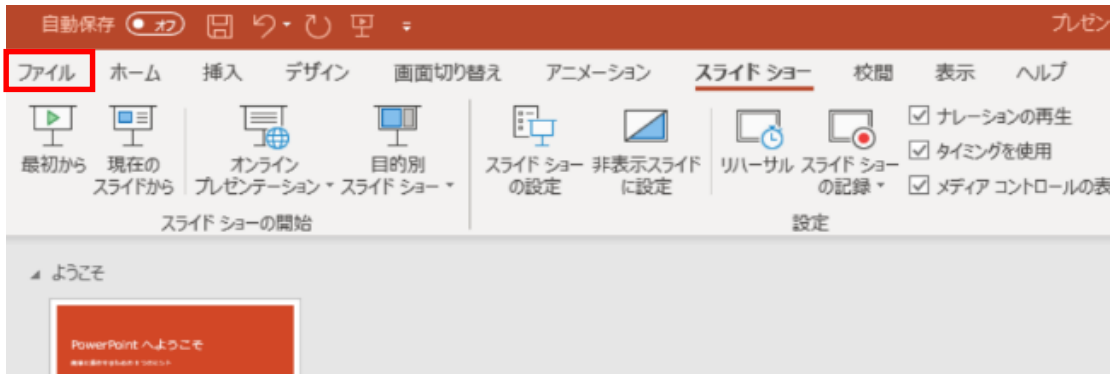 自動保存 オフ プレゼン
ファイル ホーム 挿入 デザイン 画面切り替え アニメーション スライド ショー 校閲 表示 ヘルプ
最初から
現在の
スライドから
オンライン
プレゼンテーション
目的別
スライド ショー
スライド ショー
の設定
非表示スライド
に設定
リハーサル
スライド ショー
の記録
ナレーションの再生
タイミングを使用
メディア コントロールの表
スライド ショーの開始
設定
ようこそ
PowerPoint へようこそ